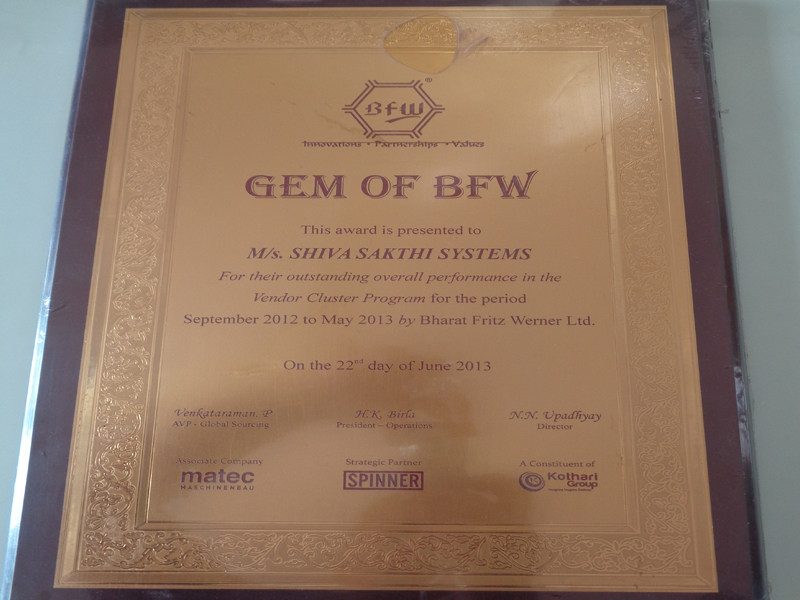 BFW ®
Innovations • Partnerships • Values
GEM OF BFW
This award is presented to
M/s. SHIVA SAKTHI SYSTEMS
For their outstanding overall performance in the
Vendor Cluster Program for the period
September 2012 to May 2013 by Bharat Fritz Werner Ltd.
On the 22nd day of June 2013
Venkataraman. P
AVP - Global Sourcing
H.K. Birla
President – Operations
N.N. Upadhyay
Director
Associate Company
matec
MASCHINENBAU
Strategic Partner
SPINNER
A Constituent of
Kothari
Group